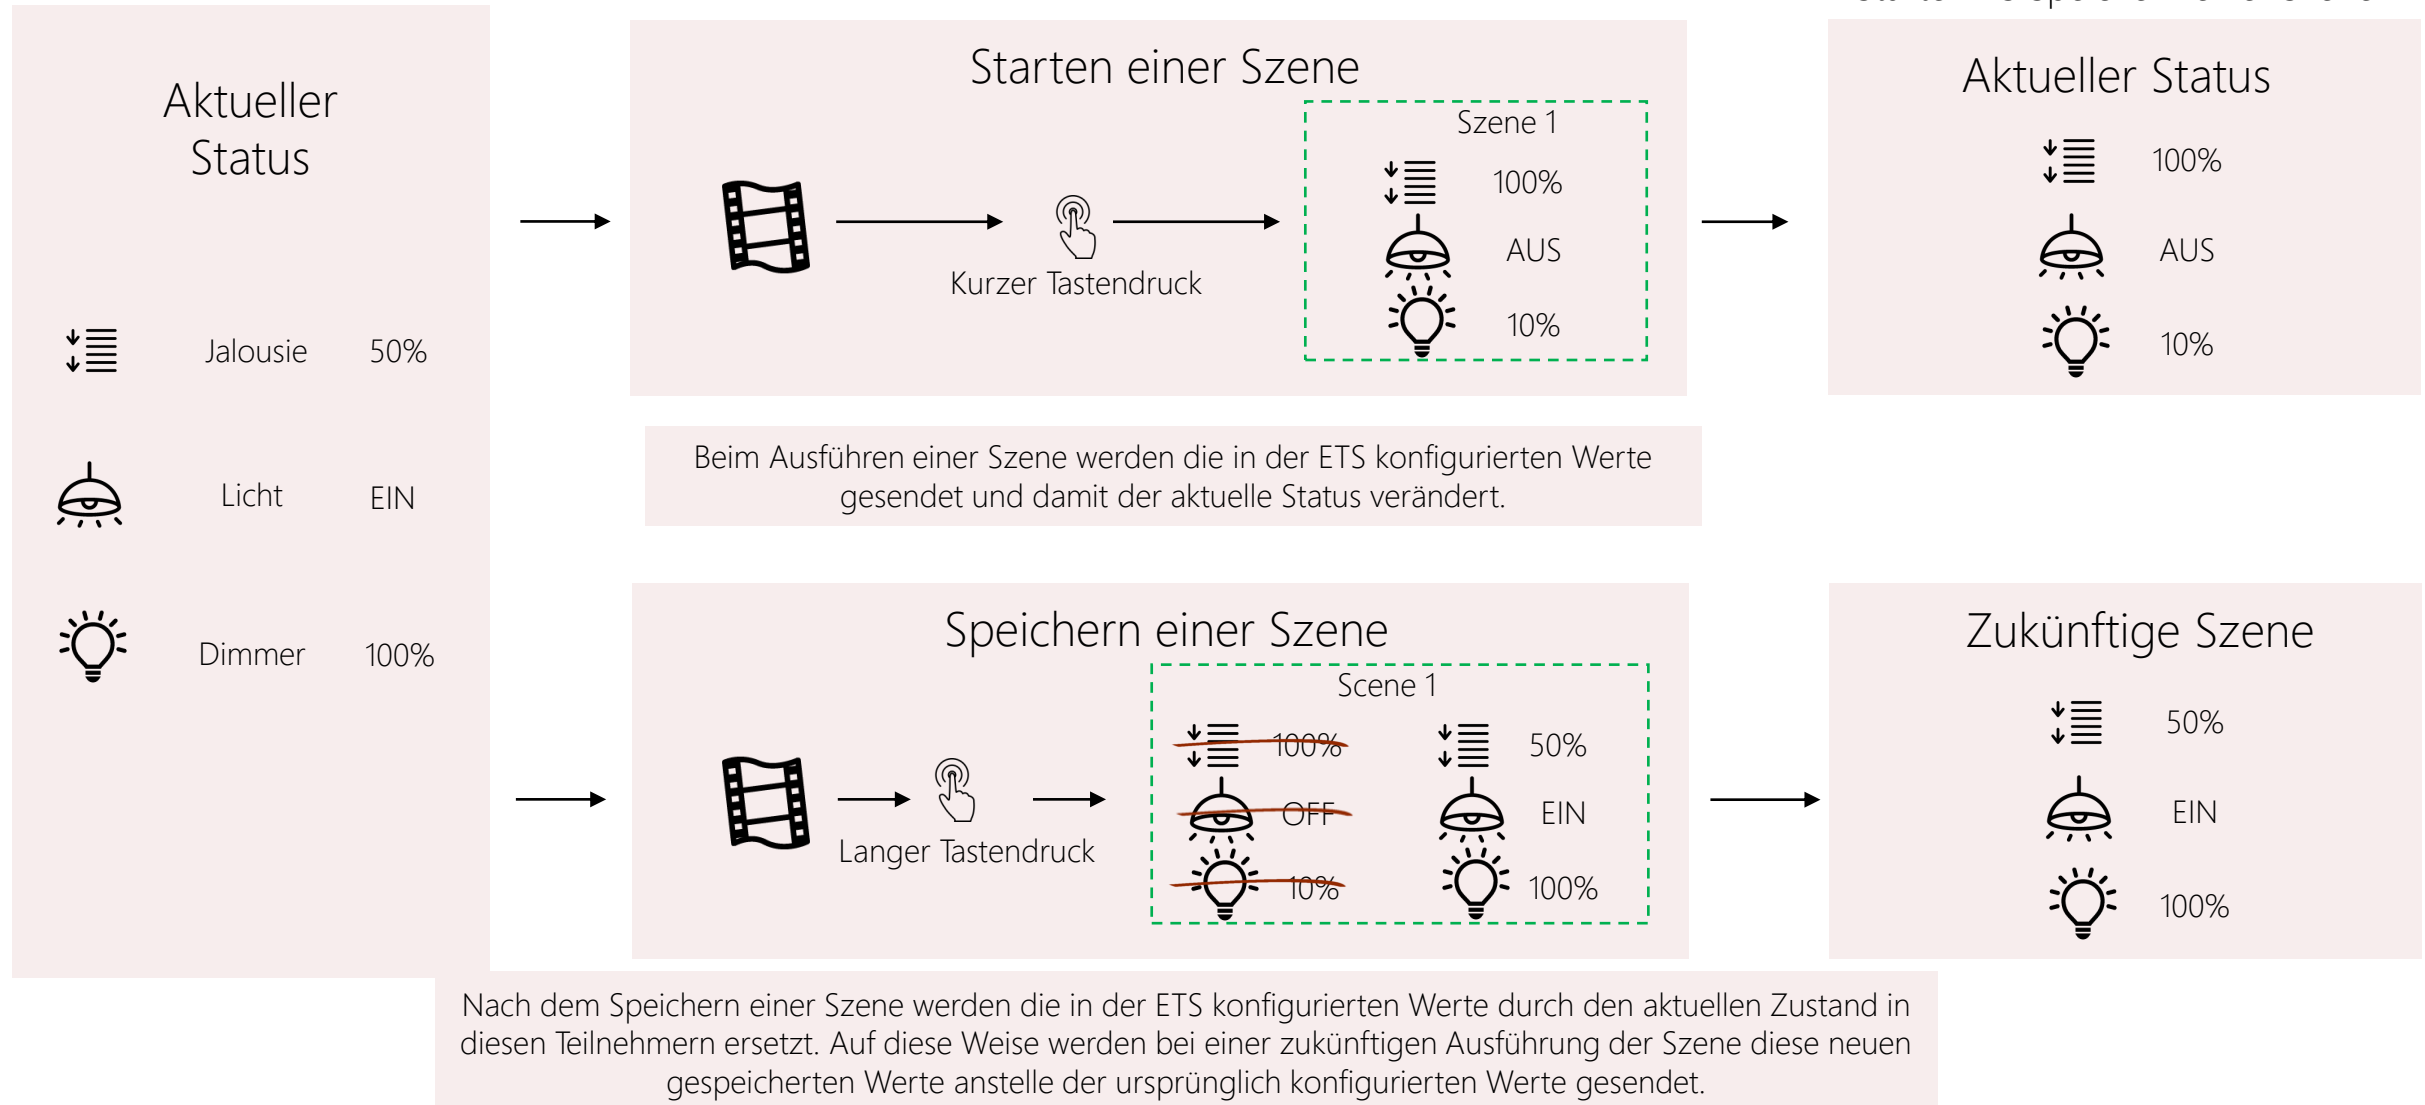 Aktueller
Status
Jalousie 50%
Licht EIN
Dimmer 100%
Starten einer Szene
Kurzer Tastendruck
Szene 1
100%
AUS
10%
Aktueller Status
100%
AUS
10%
Beim Ausführen einer Szene werden die in der ETS konfigurierten Werte
gesendet und damit der aktuelle Status verändert.
Speichern einer Szene
Langer Tastendruck
Scene 1
100% 50%
OFF EIN
10% 100%
Zukünftige Szene
50%
EIN
100%
Nach dem Speichern einer Szene werden die in der ETS konfigurierten Werte durch den aktuellen Zustand in
diesen Teilnehmern ersetzt. Auf diese Weise werden bei einer zukünftigen Ausführung der Szene diese neuen
gespeicherten Werte anstelle der ursprünglich konfigurierten Werte gesendet.